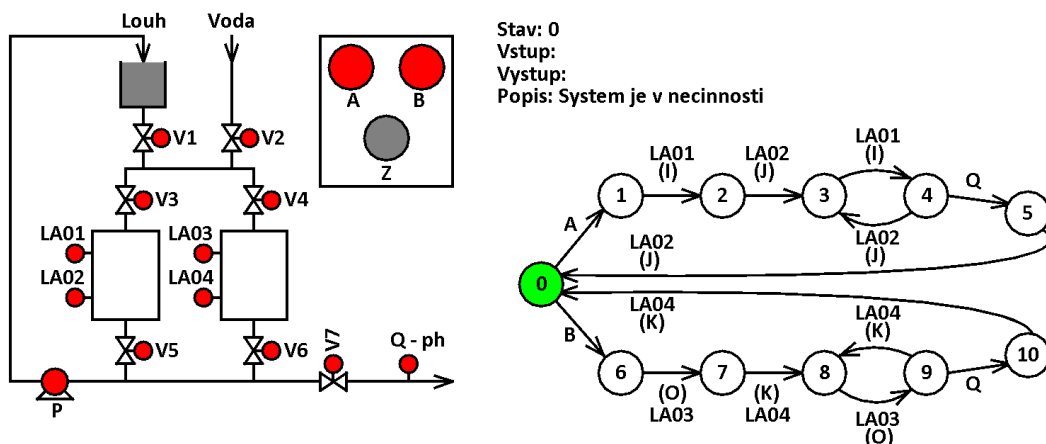 Louh
Voda
V1
V2
V3
V4
LA01
LA02
LA03
LA04
V5
V6
V7
Q - ph
P
A
B
Z
Stav: 0
Vstup:
Vystup:
Popis: System je v necinnosti
LA01
(I)
LA02
(J)
LA01
(I)
Q
1
2
3
4
5
A
LA02
(J)
LA02
(J)
0
LA04
(K)
LA04
(K)
B
6
7
8
9
10
(O)
LA03
(K)
LA04
Q
LA03
(O)